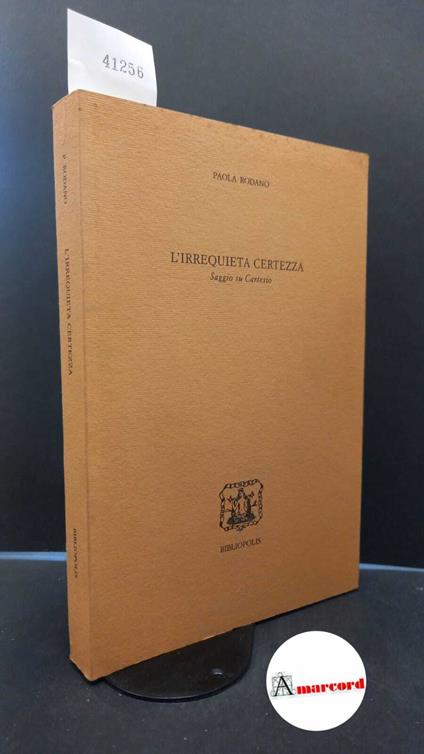 41256
PAOLA RODANO
L'IRREQUIETA CERTEZZA
Saggio su Cartesio
BIBLIOPOLIS
P. RODANO
L'IRREQUIETA CERTEZZA
BIBLIOPOLIS
Amarcord